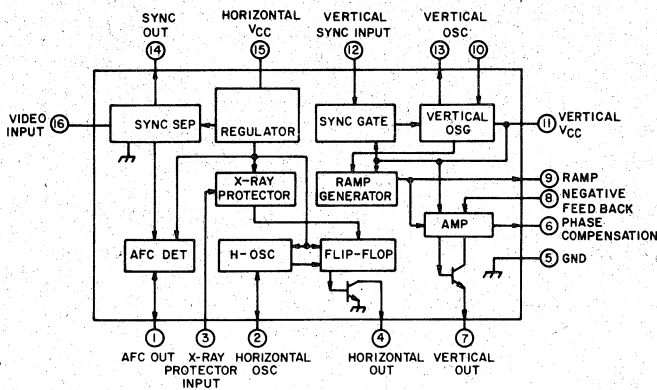 SYNC
OUT
14
HORIZONTAL
VCC
15
VERTICAL
SYNC INPUT
12
VERTICAL
OSC
13
10
VIDEO
INPUT
16
SYNC SEP
REGULATOR
SYNC GATE
VERTICAL
OSG
11
VERTICAL
VCC
X-RAY
PROTECTOR
RAMP
GENERATOR
9
RAMP
8
NEGATIVE
FEED BACK
AMP
6
PHASE
COMPENSATION
AFC DET
H-OSC
FLIP-FLOP
5
GND
1
AFC OUT
3
X-RAY
PROTECTOR
INPUT
2
HORIZONTAL
OSC
4
HORIZONTAL
OUT
7
VERTICAL
OUT